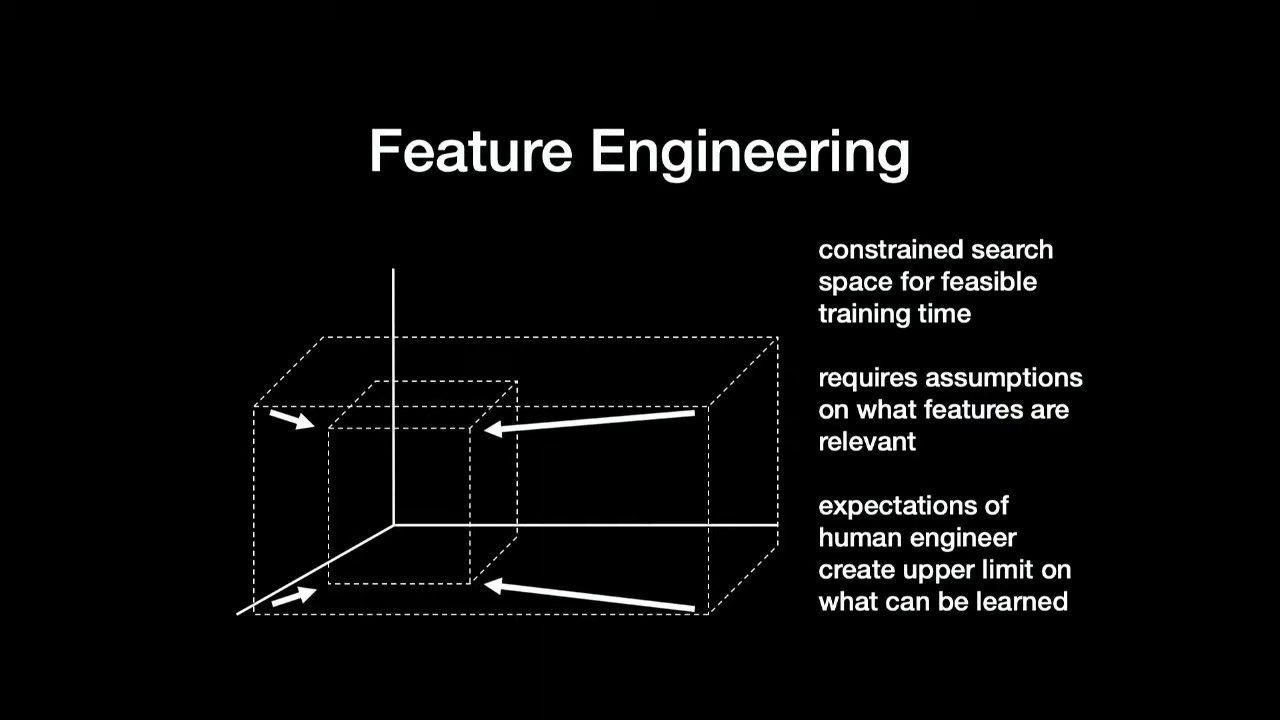 Feature Engineering
constrained search
space for feasible
training time
requires assumptions
on what features are
relevant
expectations of
human engineer
create upper limit on
what can be learned